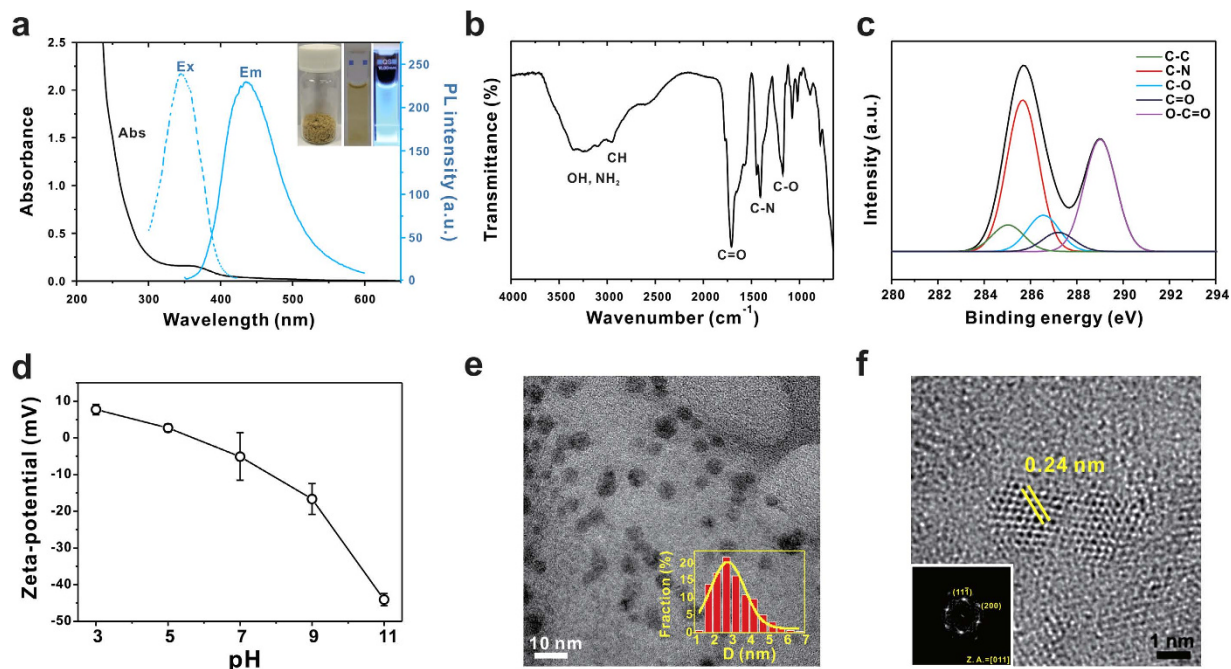 a
2.5
2.0
1.5
1.0
0.5
0.0
Absorbance
Ex
Em
Abs
250
200
150
100
50
0
PL intensity (a.u.)
200 300 400 500 600
Wavelength (nm)
b
Transmittance (%)
OH, NH₂
CH
C=O
C-N
C-O
4000 3500 3000 2500 2000 1500 1000
Wavenumber (cm⁻¹)
c
Intensity (a.u.)
C-C
C-N
C-O
C=O
O-C=O
280 282 284 286 288 290 292 294
Binding energy (eV)
d
Zeta-potential (mV)
10
0
-10
-20
-30
-40
-50
3 5 7 9 11
pH
e
10 nm
Fraction (%)
20
15
10
5
1 2 3 4 5 6 7
D (nm)
f
0.24 nm
(11̄1̄)
(200)
Z. A.=[011]
1 nm